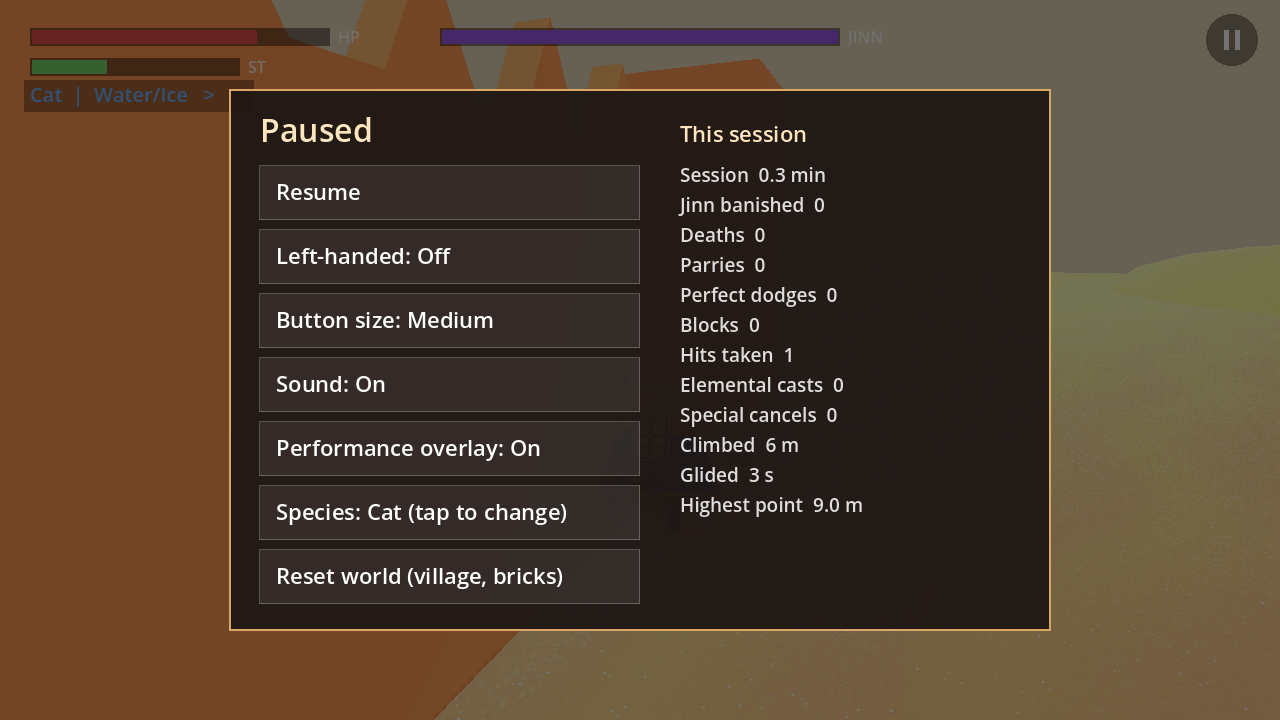 HP
JINN
ST
Cat | Water/Ice >
Paused
Resume
Left-handed: Off
Button size: Medium
Sound: On
Performance overlay: On
Species: Cat (tap to change)
Reset world (village, bricks)
This session
Session 0.3 min
Jinn banished 0
Deaths 0
Parries 0
Perfect dodges 0
Blocks 0
Hits taken 1
Elemental casts 0
Special cancels 0
Climbed 6 m
Glided 3 s
Highest point 9.0 m